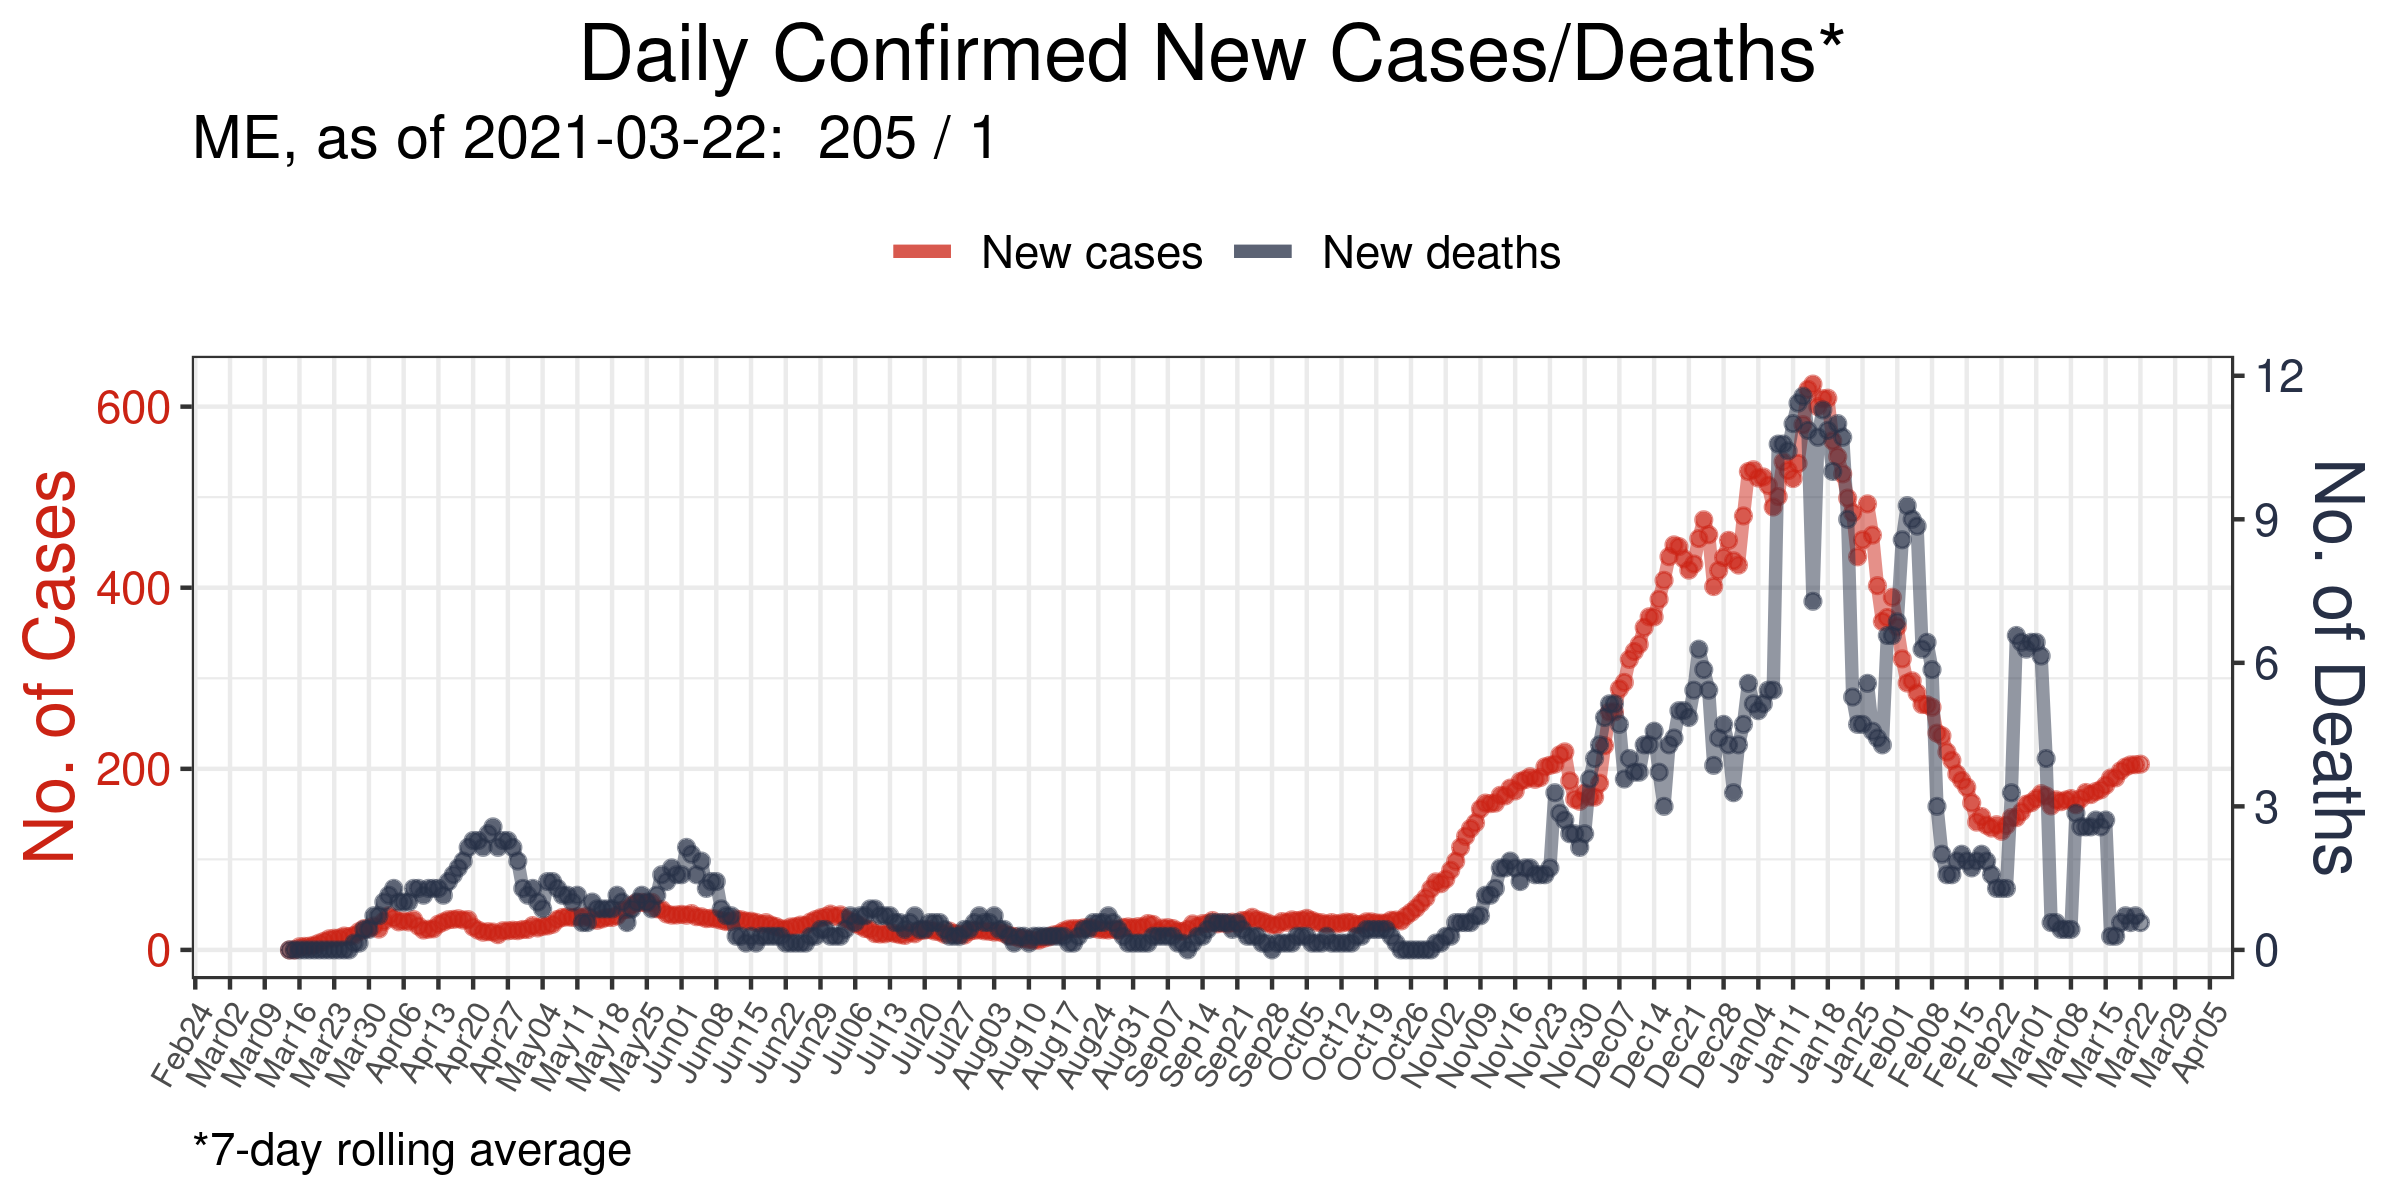 Daily Confirmed New Cases/Deaths*
ME, as of 2021-03-22:  205 / 1
New cases New deaths
No. of Cases
600
400
200
0
12
9
6
3
0
No. of Deaths
Feb24 Mar02 Mar09 Mar16 Mar23 Mar30 Apr06 Apr13 Apr20 Apr27 May04 May11 May18 May25 Jun01 Jun08 Jun15 Jun22 Jun29 Jul06 Jul13 Jul20 Jul27 Aug03 Aug10 Aug17 Aug24 Aug31 Sep07 Sep14 Sep21 Sep28 Oct05 Oct12 Oct19 Oct26 Nov02 Nov09 Nov16 Nov23 Nov30 Dec07 Dec14 Dec21 Dec28 Jan04 Jan11 Jan18 Jan25 Feb01 Feb08 Feb15 Feb22 Mar01 Mar08 Mar15 Mar22 Mar29 Apr05
*7-day rolling average